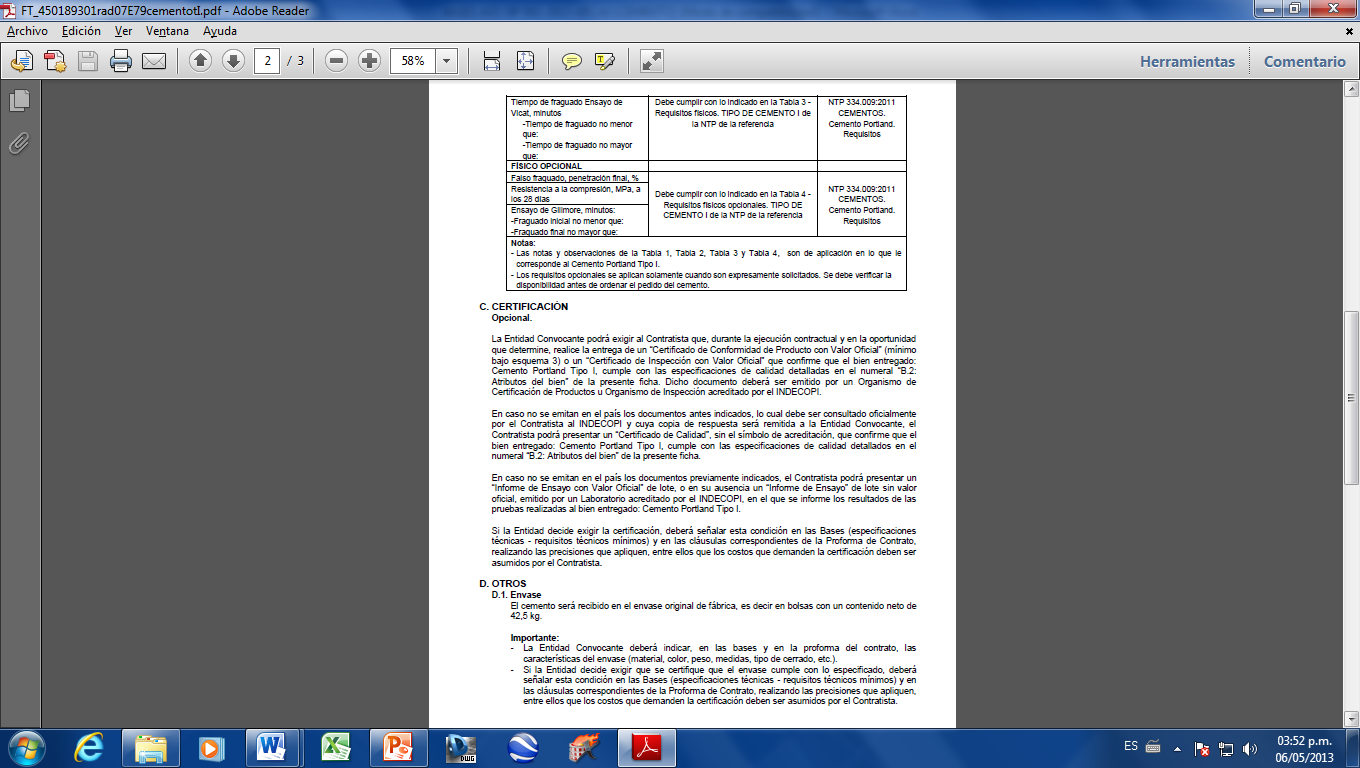 FT_450189301rad07E79cementotI.pdf - Adobe Reader
Archivo Edición Ver Ventana Ayuda
2 / 3 58% Herramientas Comentario
Tiempo de fraguado Ensayo de Vicat, minutos
-Tiempo de fraguado no menor que:
-Tiempo de fraguado no mayor que:
Debe cumplir con lo indicado en la Tabla 3 -
Requisitos físicos. TIPO DE CEMENTO I de
la NTP de la referencia
NTP 334.009:2011
CEMENTOS.
Cemento Portland.
Requisitos
FÍSICO OPCIONAL
Falso fraguado, penetración final, %
Resistencia a la compresión, MPa, a
los 28 días
Ensayo de Gillmore, minutos:
-Fraguado inicial no menor que:
-Fraguado final no mayor que:
Debe cumplir con lo indicado en la Tabla 4 -
Requisitos físicos opcionales. TIPO DE
CEMENTO I de la NTP de la referencia
NTP 334.009:2011
CEMENTOS.
Cemento Portland.
Requisitos
Notas:
- Las notas y observaciones de la Tabla 1, Tabla 2, Tabla 3 y Tabla 4, son de aplicación en lo que le
corresponde al Cemento Portland Tipo I.
- Los requisitos opcionales se aplican solamente cuando son expresamente solicitados. Se debe verificar la
disponibilidad antes de ordenar el pedido del cemento.
C. CERTIFICACIÓN
Opcional.
La Entidad Convocante podrá exigir al Contratista que, durante la ejecución contractual y en la oportunidad
que determine, realice la entrega de un “Certificado de Conformidad de Producto con Valor Oficial” (mínimo
bajo esquema 3) o un “Certificado de Inspección con Valor Oficial” que confirme que el bien entregado:
Cemento Portland Tipo I, cumple con las especificaciones de calidad detalladas en el numeral “B.2:
Atributos del bien” de la presente ficha. Dicho documento deberá ser emitido por un Organismo de
Certificación de Productos u Organismo de Inspección acreditado por el INDECOPI.
En caso no se emitan en el país los documentos antes indicados, lo cual debe ser consultado oficialmente
por el Contratista al INDECOPI y cuya copia de respuesta será remitida a la Entidad Convocante, el
Contratista podrá presentar un “Certificado de Calidad”, sin el símbolo de acreditación, que confirme que el
bien entregado: Cemento Portland Tipo I, cumple con las especificaciones de calidad detallados en el
numeral “B.2: Atributos del bien” de la presente ficha.
En caso no se emitan en el país los documentos previamente indicados, el Contratista podrá presentar un
“Informe de Ensayo con Valor Oficial” de lote, o en su ausencia un “Informe de Ensayo” de lote sin valor
oficial, emitido por un Laboratorio acreditado por el INDECOPI, en el que se informe los resultados de las
pruebas realizadas al bien entregado: Cemento Portland Tipo I.
Si la Entidad decide exigir la certificación, deberá señalar esta condición en las Bases (especificaciones
técnicas - requisitos técnicos mínimos) y en las cláusulas correspondientes de la Proforma de Contrato,
realizando las precisiones que apliquen, entre ellos que los costos que demanden la certificación deben ser
asumidos por el Contratista.
D. OTROS
D.1. Envase
El cemento será recibido en el envase original de fábrica, es decir en bolsas con un contenido neto de
42,5 kg.
Importante:
- La Entidad Convocante deberá indicar, en las bases y en la proforma del contrato, las
características del envase (material, color, peso, medidas, tipo de cerrado, etc.).
- Si la Entidad decide exigir que se certifique que el envase cumple con lo especificado, deberá
señalar esta condición en las Bases (especificaciones técnicas - requisitos técnicos mínimos) y en
las cláusulas correspondientes de la Proforma de Contrato, realizando las precisiones que apliquen,
entre ellos que los costos que demanden la certificación deben ser asumidos por el Contratista.
DWG
ES 03:52 p.m.
06/05/2013